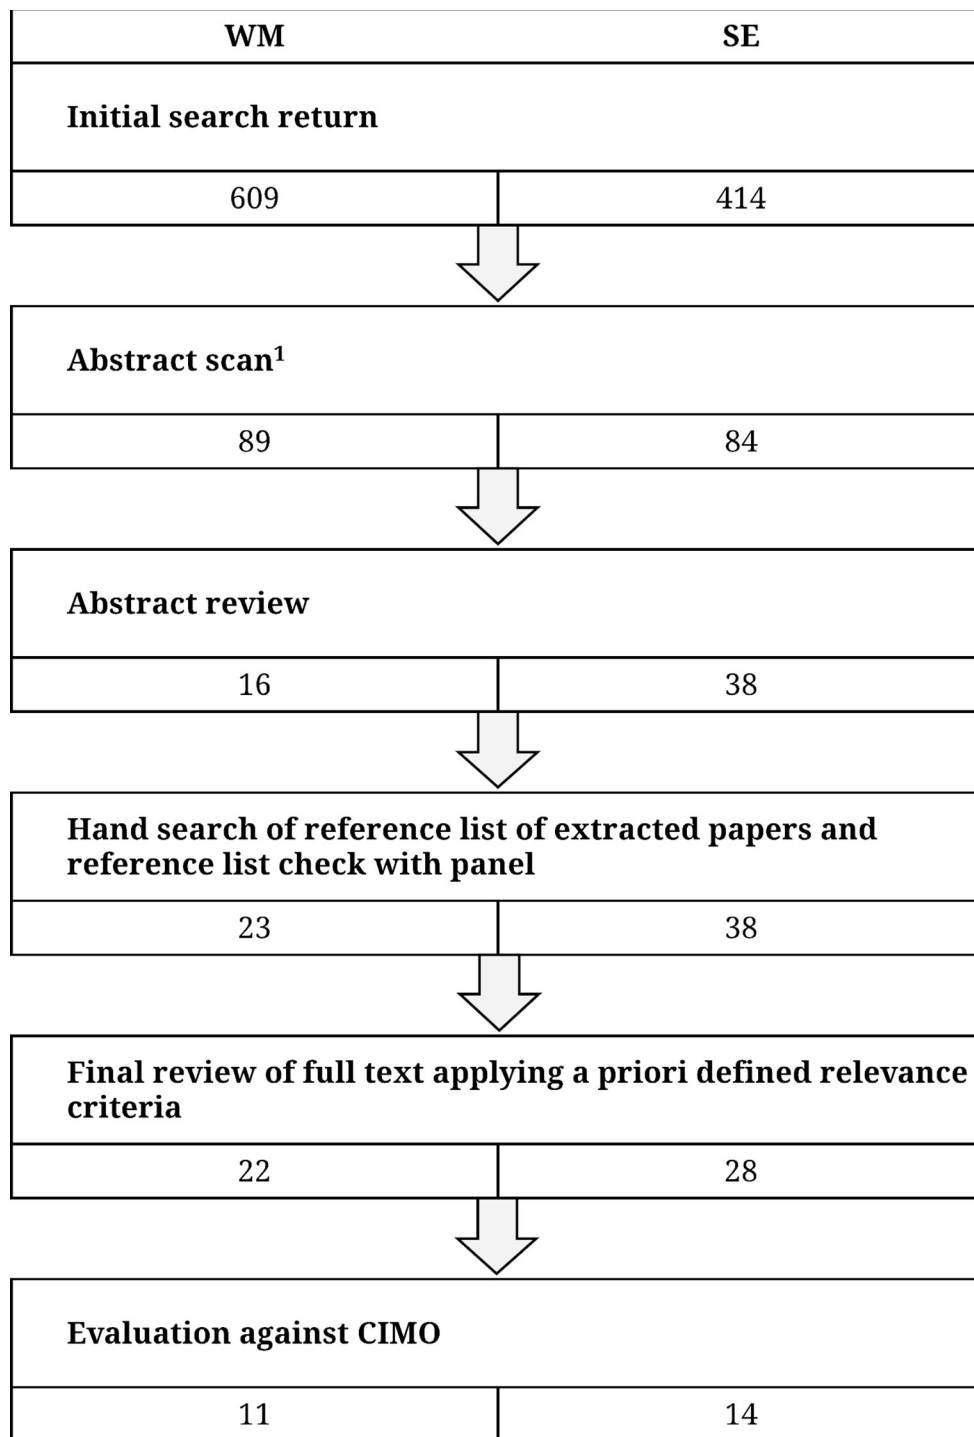 WM SE
Initial search return
609 414
Abstract scan¹
89 84
Abstract review
16 38
Hand search of reference list of extracted papers and
reference list check with panel
23 38
Final review of full text applying a priori defined relevance
criteria
22 28
Evaluation against CIMO
11 14